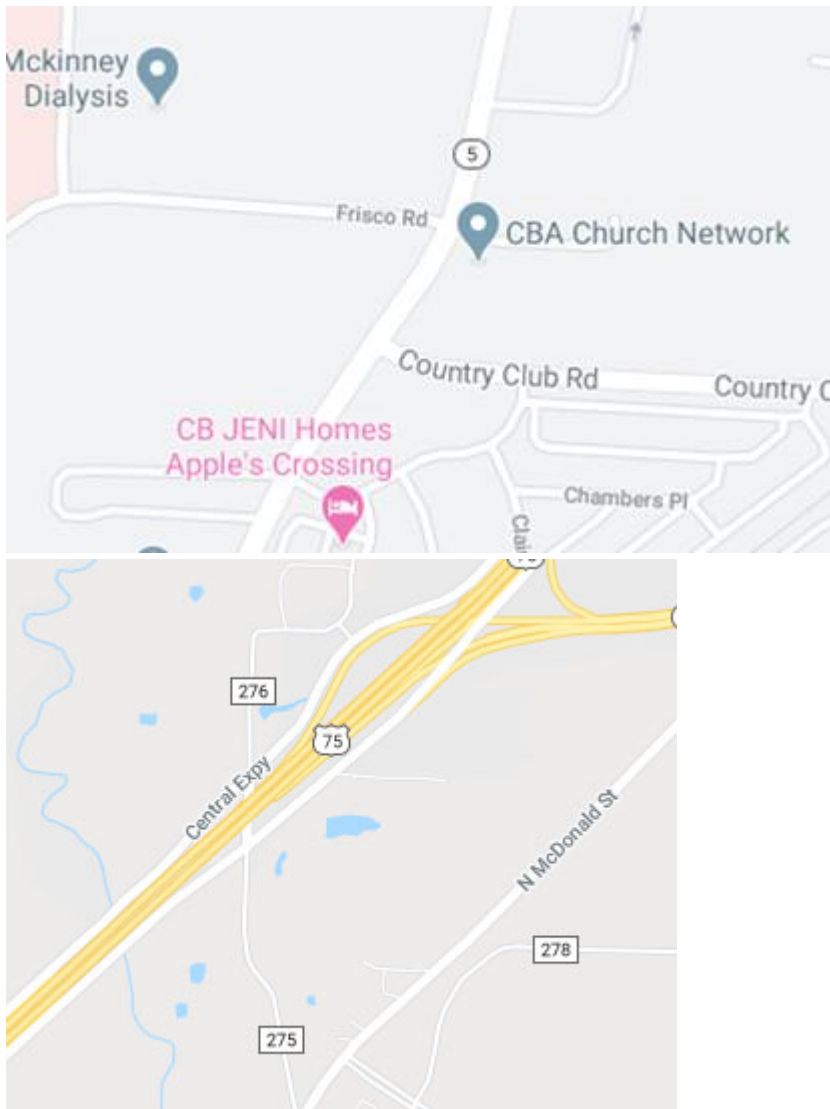 Mckinney
Dialysis
5
Frisco Rd
CBA Church Network
Country Club Rd
Country C
CB JENI Homes
Apple's Crossing
Chambers Pl
Clair
276
75
Central Expy
N McDonald St
278
275